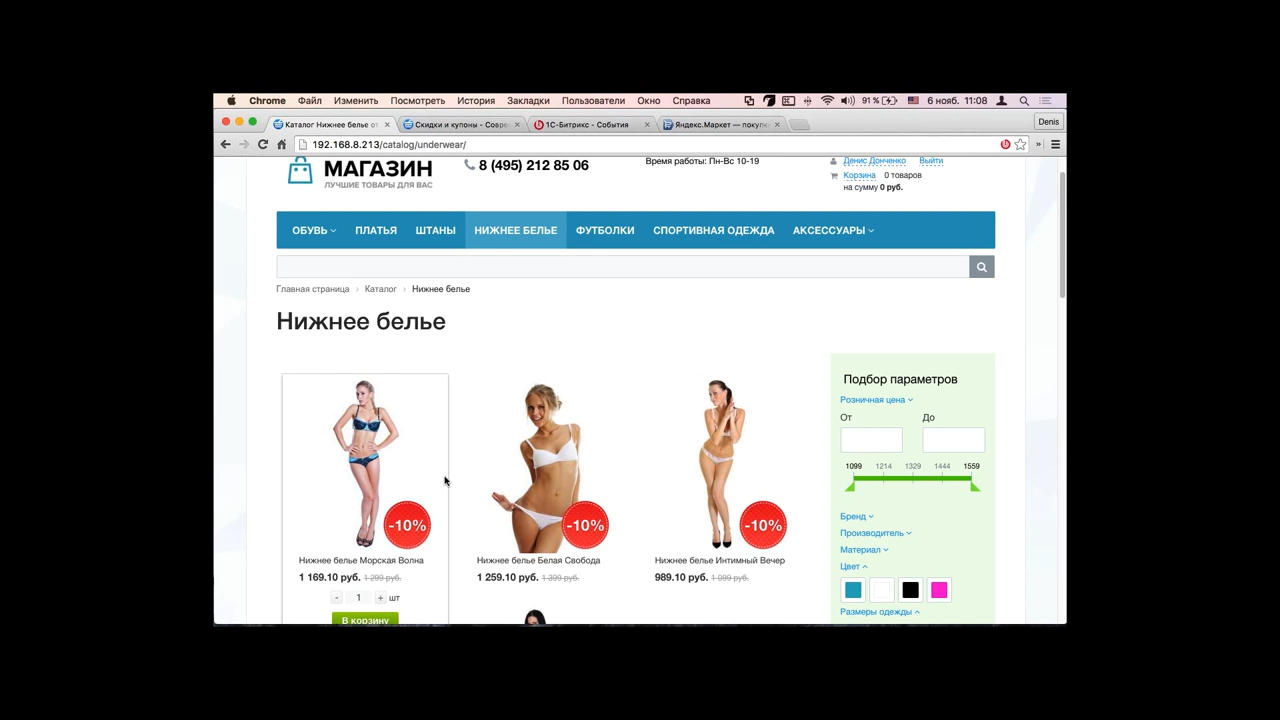 Chrome Файл Изменить Посмотреть История Закладки Пользователи Окно Справка 91 % 6 нояб. 11:08
Каталог Нижнее белье от Скидки и купоны - Совре 1С-Битрикс - События Яндекс.Маркет — покупк Denis
192.168.8.213/catalog/underwear/
МАГАЗИН 8 (495) 212 85 06 Время работы: Пн-Вс 10-19 Денис Донченко Выйти
ЛУЧШИЕ ТОВАРЫ ДЛЯ ВАС Корзина 0 товаров
на сумму 0 руб.
ОБУВЬ ПЛАТЬЯ ШТАНЫ НИЖНЕЕ БЕЛЬЕ ФУТБОЛКИ СПОРТИВНАЯ ОДЕЖДА АКСЕССУАРЫ
Главная страница › Каталог › Нижнее белье
Нижнее белье
-10% -10% -10%
Нижнее белье Морская Волна Нижнее белье Белая Свобода Нижнее белье Интимный Вечер
1 169.10 руб. 1 299 руб. 1 259.10 руб. 1 399 руб. 989.10 руб. 1 099 руб.
- 1 + шт
В корзину
Подбор параметров
Розничная цена
От До
1099 1214 1329 1444 1559
Бренд
Производитель
Материал
Цвет
Размеры одежды